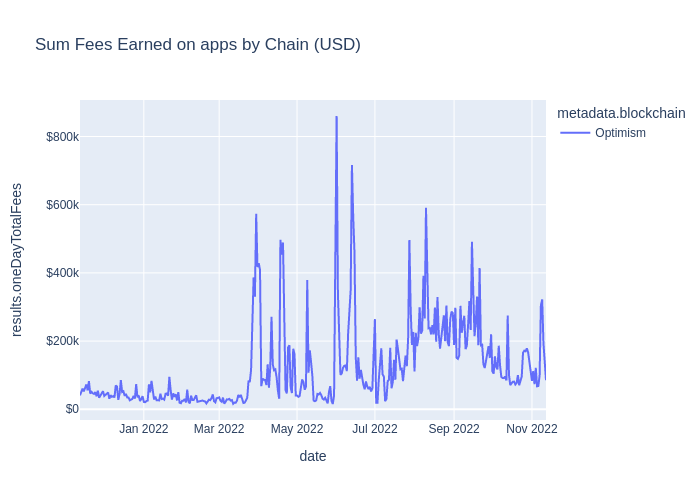 Sum Fees Earned on apps by Chain (USD)
metadata.blockchain
Optimism
results.oneDayTotalFees
$800k
$600k
$400k
$200k
$0
Jan 2022
Mar 2022
May 2022
Jul 2022
Sep 2022
Nov 2022
date